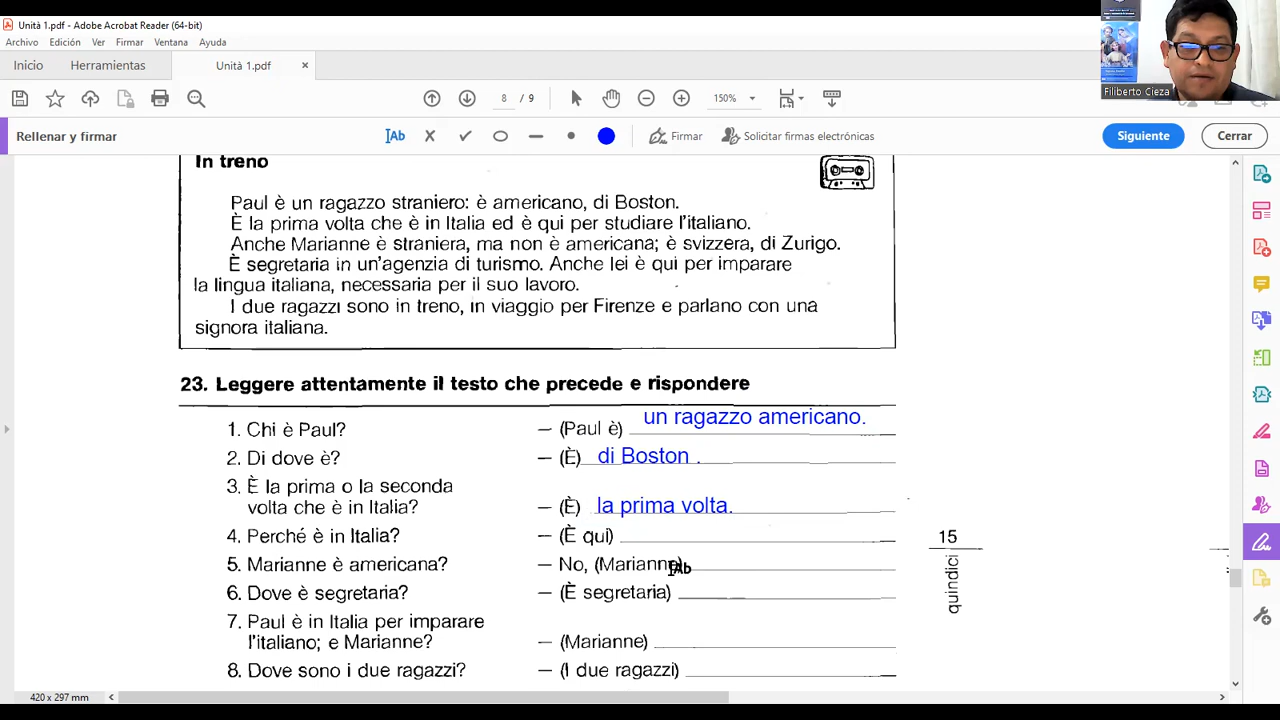 Unità 1.pdf - Adobe Acrobat Reader (64-bit)
Archivo Edición Ver Firmar Ventana Ayuda
Inicio Herramientas Unità 1.pdf ×
8 / 9 150%
Filiberto Cieza
Rellenar y firmar Ab Firmar Solicitar firmas electrónicas Siguiente Cerrar
In treno
Paul è un ragazzo straniero: è americano, di Boston.
È la prima volta che è in Italia ed è qui per studiare l'italiano.
Anche Marianne è straniera, ma non è americana; è svizzera, di Zurigo.
È segretaria in un'agenzia di turismo. Anche lei è qui per imparare
la lingua italiana, necessaria per il suo lavoro.
I due ragazzi sono in treno, in viaggio per Firenze e parlano con una
signora italiana.
23. Leggere attentamente il testo che precede e rispondere
1. Chi è Paul? — (Paul è) un ragazzo americano.
2. Di dove è? — (È) di Boston .
3. È la prima o la seconda
volta che è in Italia? — (È) la prima volta.
4. Perché è in Italia? — (È qui)
5. Marianne è americana? — No, (Marianne) Ab
6. Dove è segretaria? — (È segretaria)
7. Paul è in Italia per imparare
l'italiano; e Marianne? — (Marianne)
8. Dove sono i due ragazzi? — (I due ragazzi)
15
quindici
420 x 297 mm